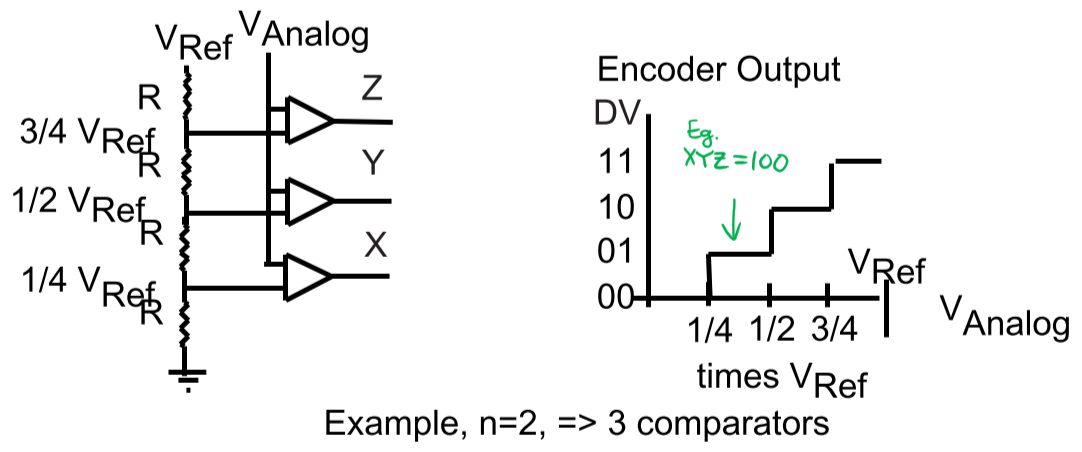 VRef VAnalog
R
3/4 VRef
R
1/2 VRef
R
1/4 VRef
R
Z
Y
X
Encoder Output
DV
11
10
01
00
Eg.
XYZ=100
1/4 1/2 3/4
times VRef
VRef
VAnalog
Example, n=2, => 3 comparators